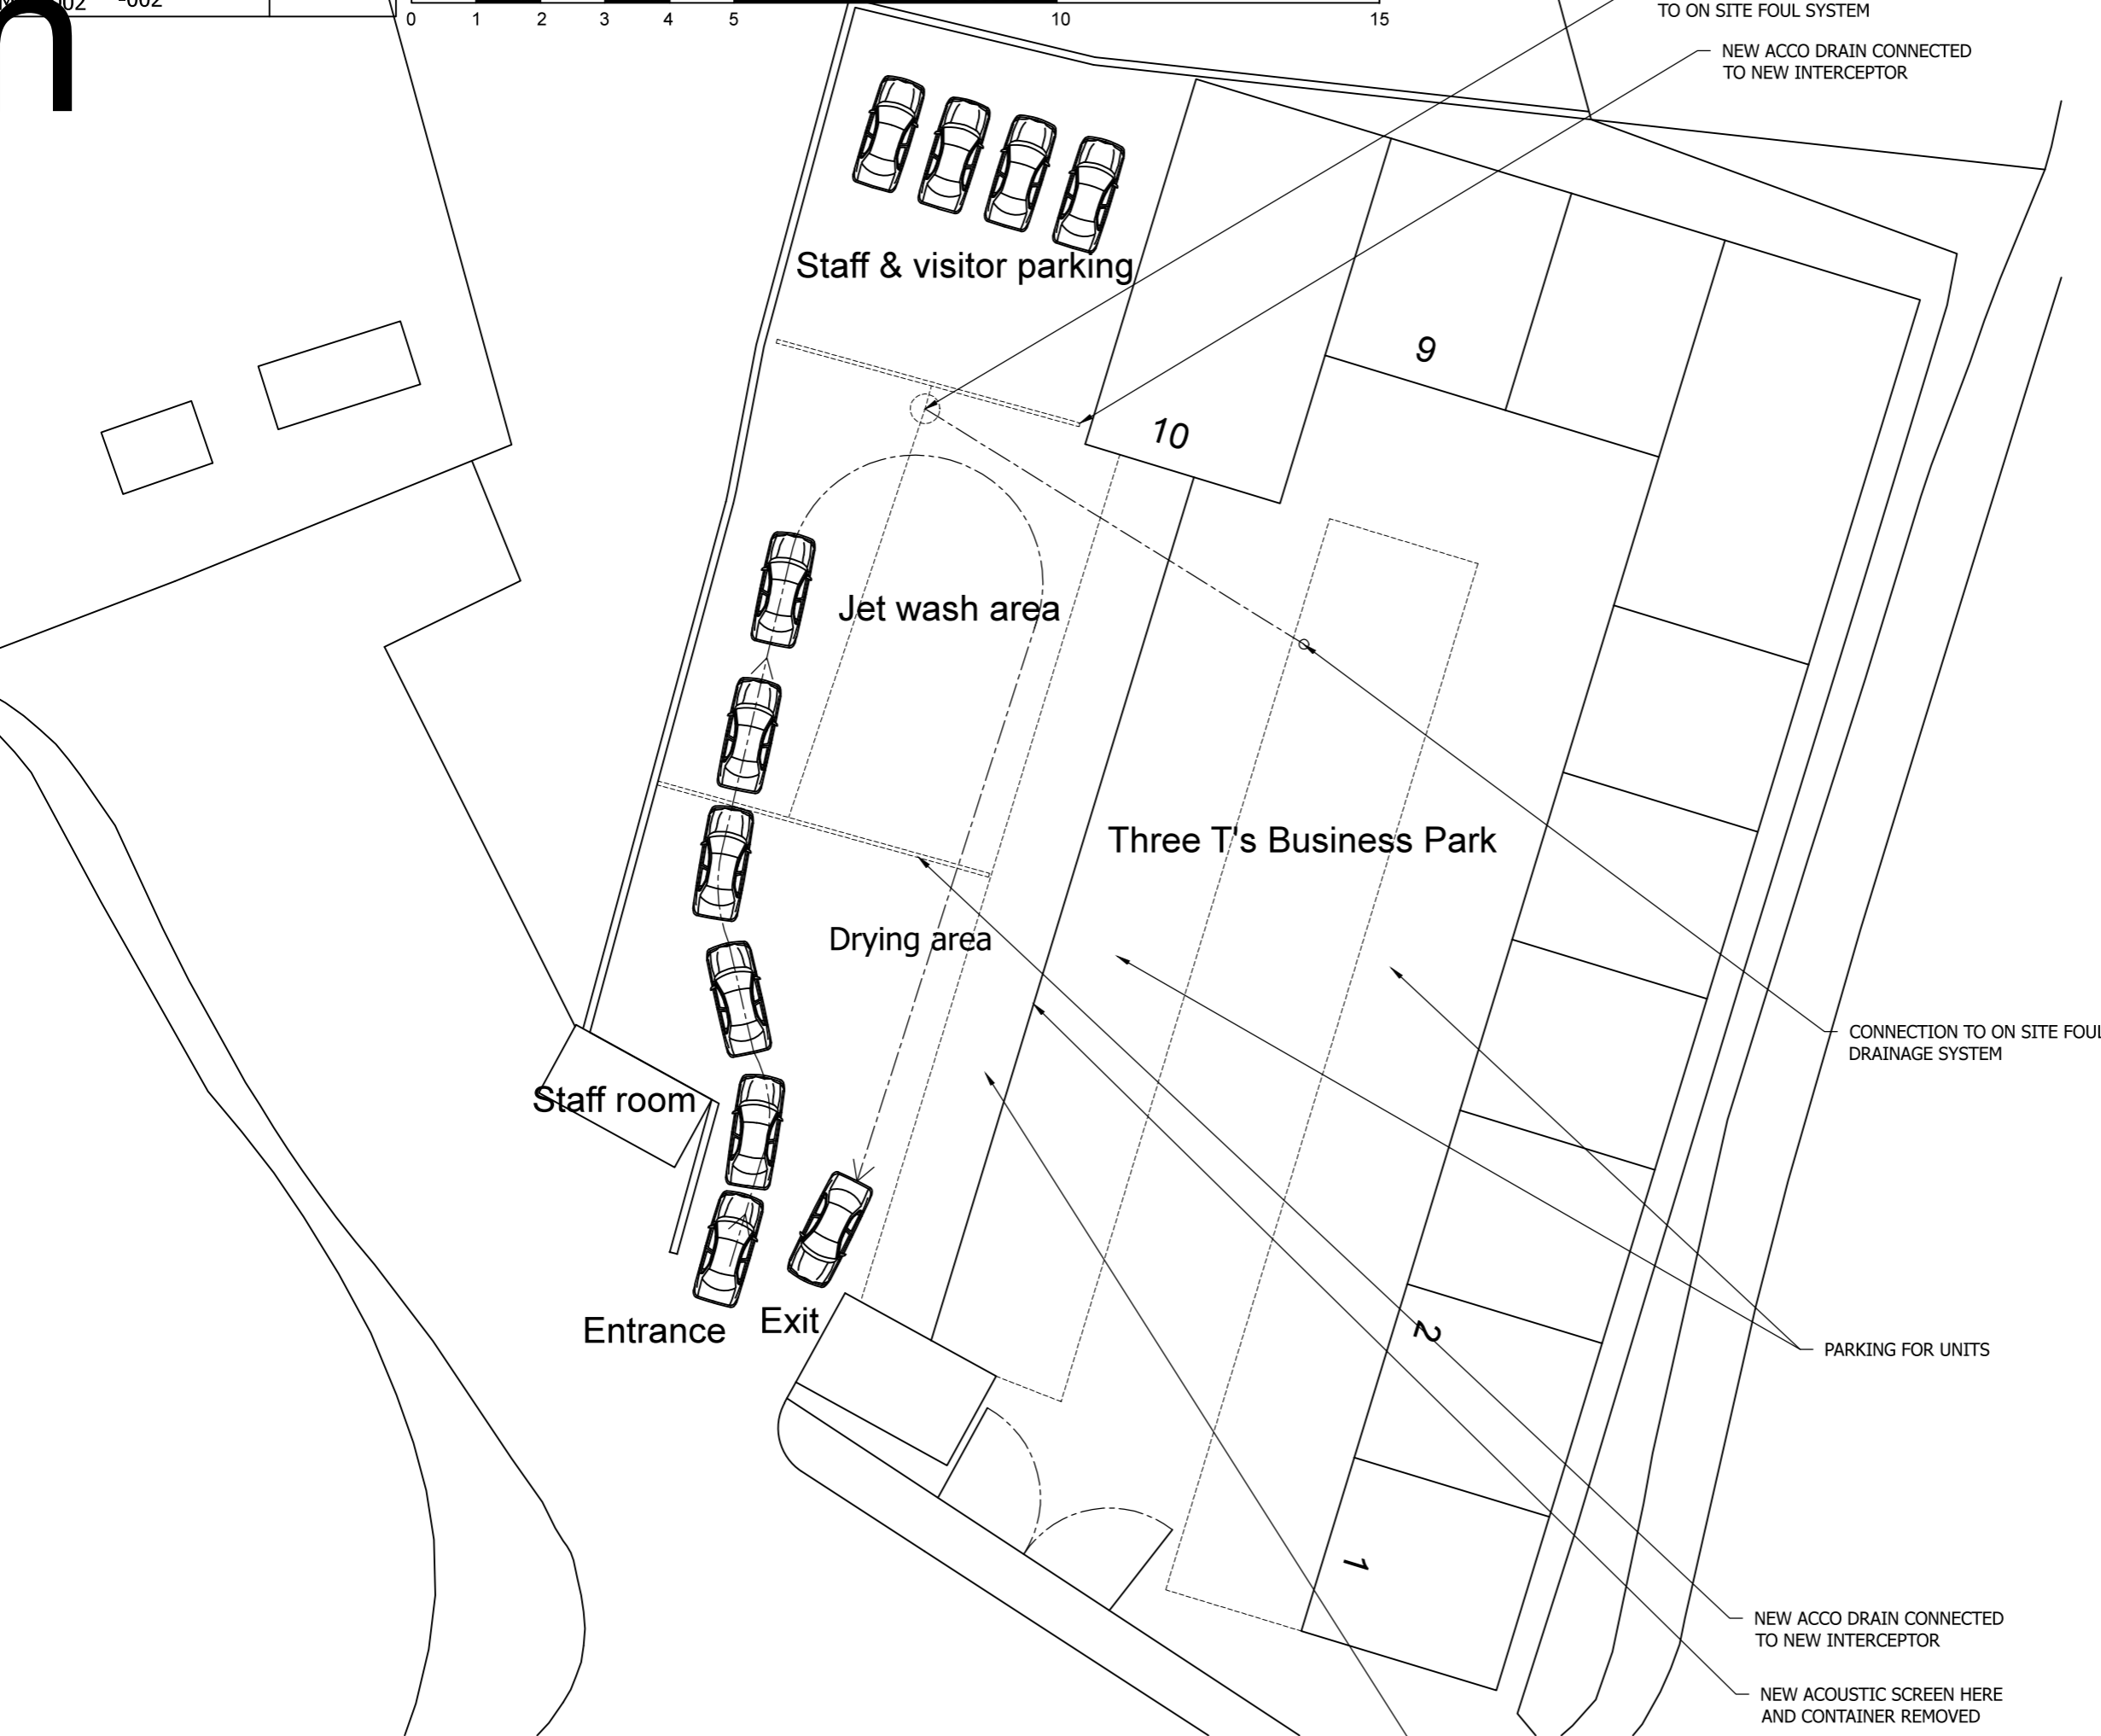 -002
0 1 2 3 4 5 10 15
TO ON SITE FOUL SYSTEM
NEW ACCO DRAIN CONNECTED
TO NEW INTERCEPTOR
Staff & visitor parking
9
10
Jet wash area
Three T's Business Park
Drying area
CONNECTION TO ON SITE FOUL
DRAINAGE SYSTEM
Staff room
Exit
Entrance
2
PARKING FOR UNITS
1
NEW ACCO DRAIN CONNECTED
TO NEW INTERCEPTOR
NEW ACOUSTIC SCREEN HERE
AND CONTAINER REMOVED